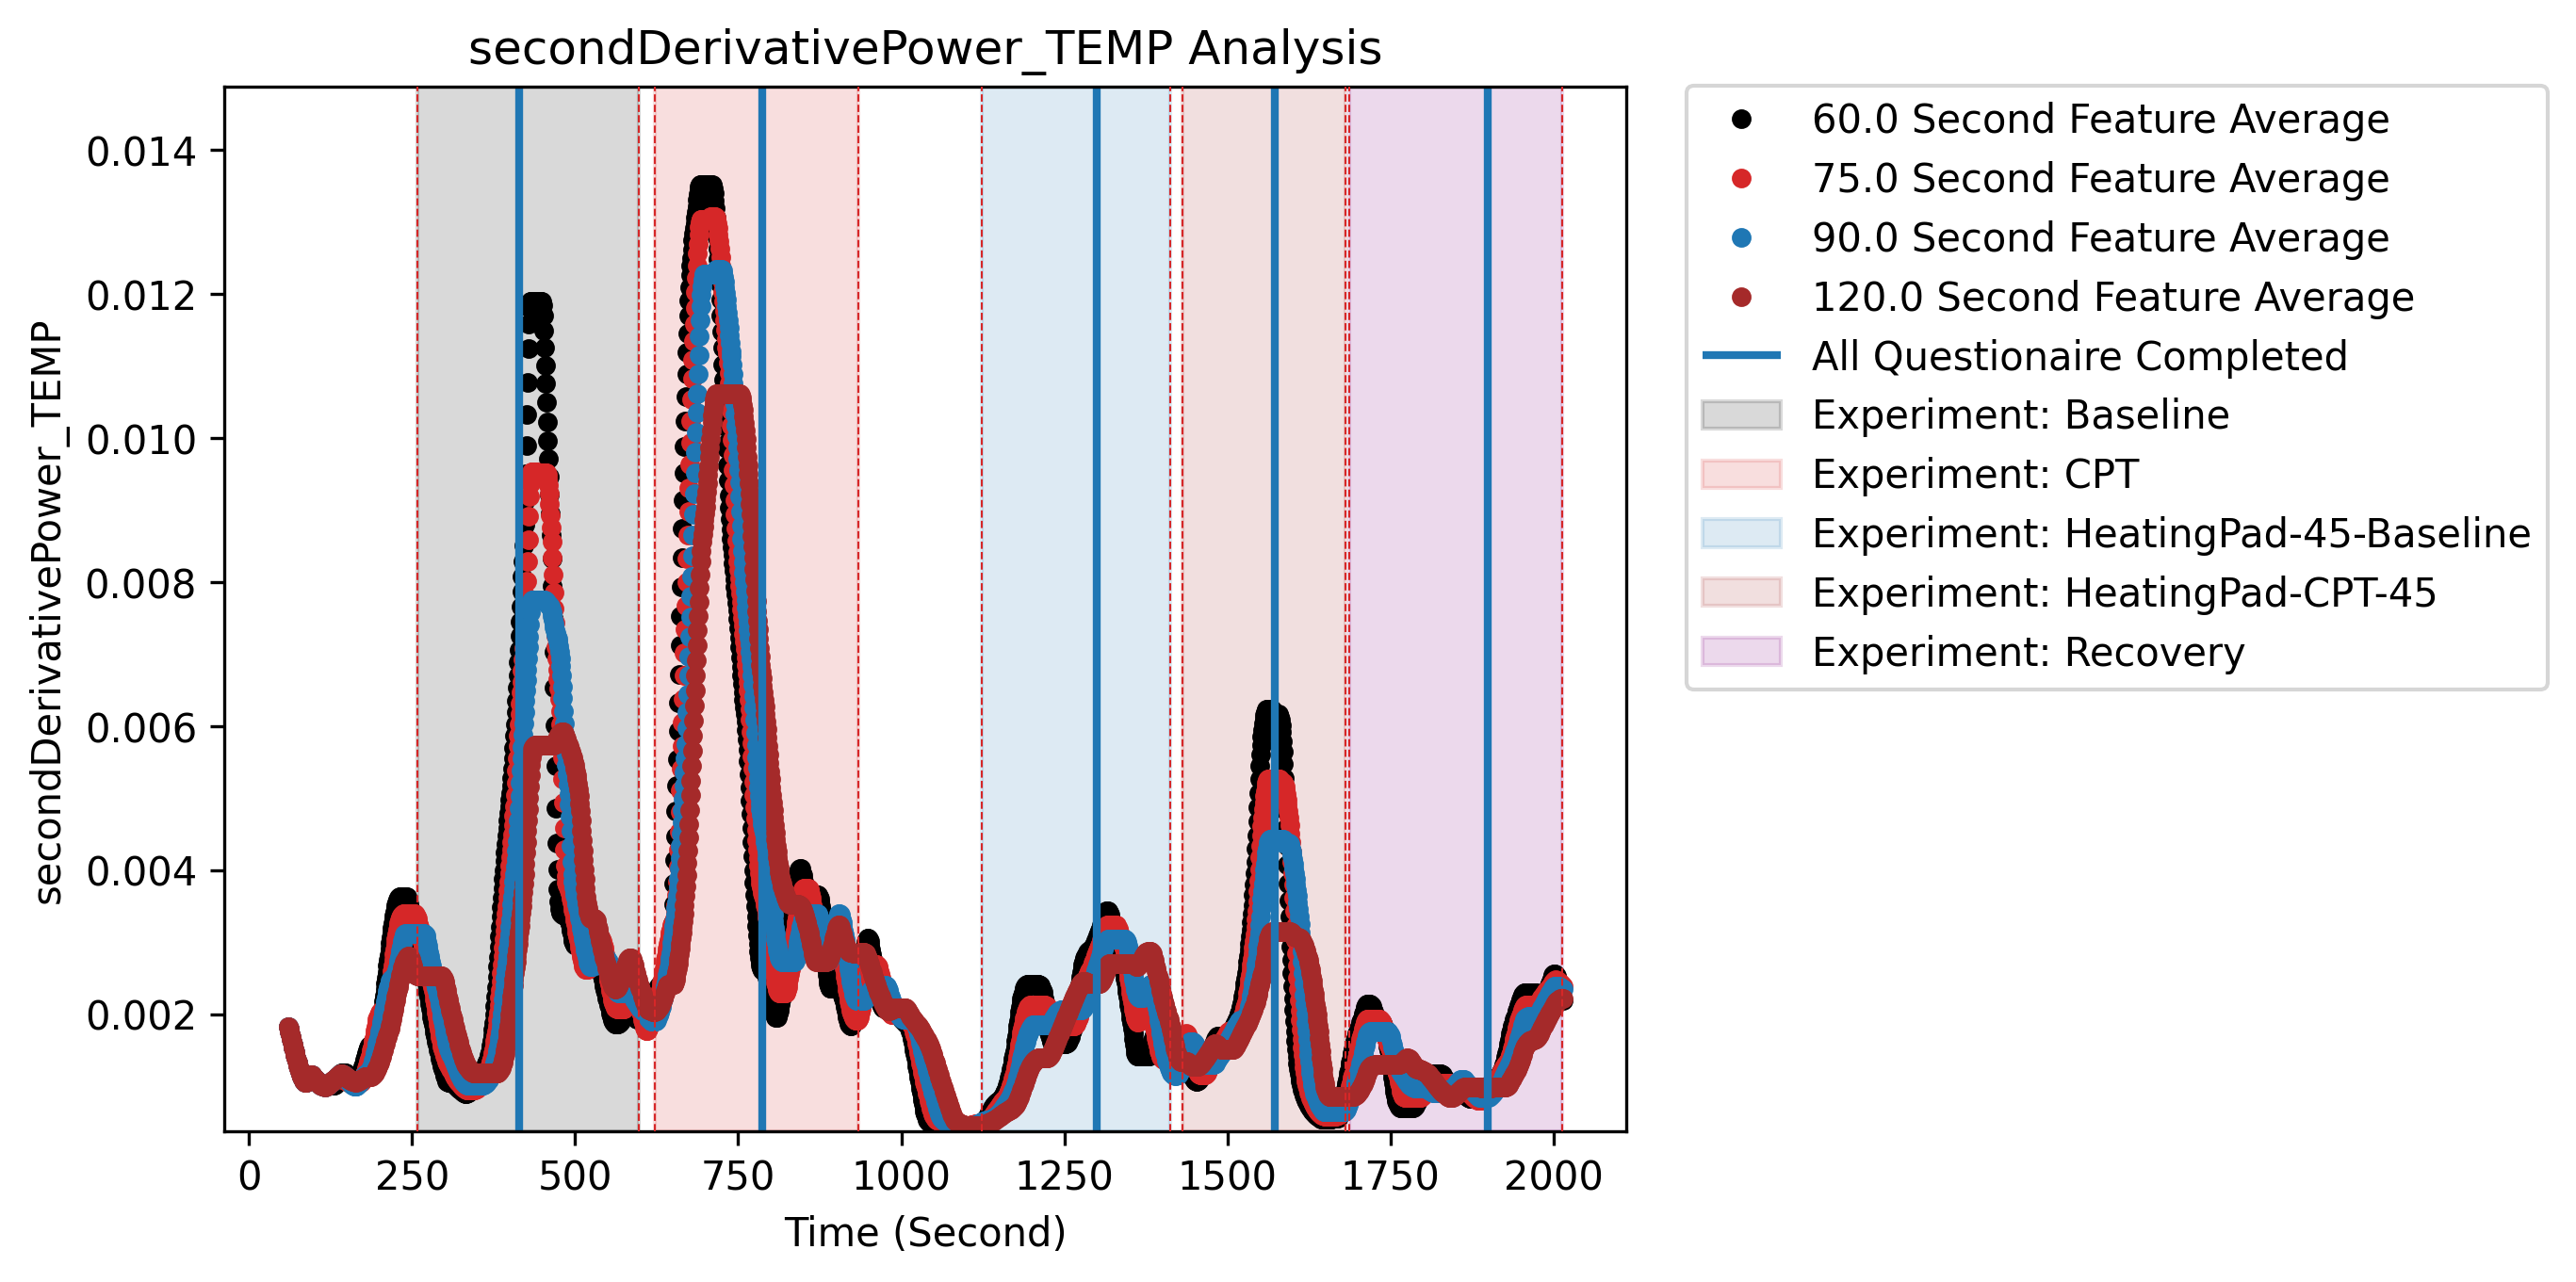 secondDerivativePower_TEMP Analysis
secondDerivativePower_TEMP
0.014
0.012
0.010
0.008
0.006
0.004
0.002
0 250 500 750 1000 1250 1500 1750 2000
Time (Second)
60.0 Second Feature Average
75.0 Second Feature Average
90.0 Second Feature Average
120.0 Second Feature Average
All Questionaire Completed
Experiment: Baseline
Experiment: CPT
Experiment: HeatingPad-45-Baseline
Experiment: HeatingPad-CPT-45
Experiment: Recovery